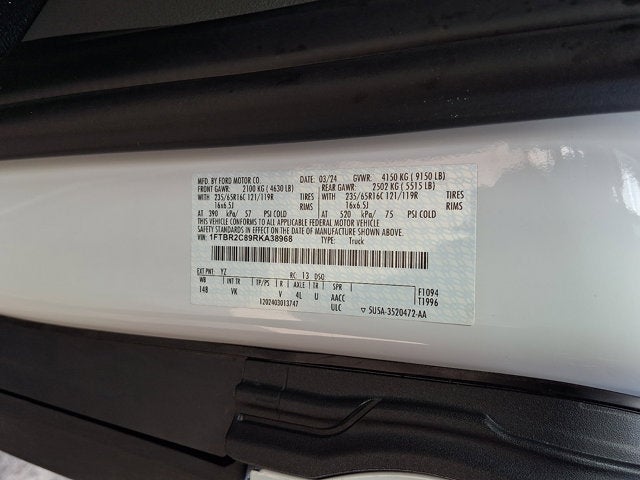 MFD. BY FORD MOTOR CO. 03/24 GVWR: 4150 KG ( 9150 LB)
FRONT GAWR: 2100 KG ( 4630 LB) REAR GAWR: 2502 KG ( 5515 LB)
WITH 235/65R16C 121/119R TIRES WITH 235/65R16C 121/119R TIRES
16x6.5J RIMS 16x6.5J RIMS
AT 390 kPa/ 57 PSI COLD AT 520 kPa/ 75 PSI COLD
THIS VEHICLE CONFORMS TO ALL APPLICABLE FEDERAL MOTOR VEHICLE
SAFETY STANDARDS IN EFFECT ON THE DATE OF MANUFACTURE SHOWN ABOVE.
VIN: 1FTBR2C89RKA38968 TYPE: Truck
EXT PNT: YZ RC: 13 DSO:
WB INT TR TP/PS R AXLE TR SPR
148 VK V 4L U AACC
ULC
F1094
T1996
1202403013747
5U5A-3520472-AA